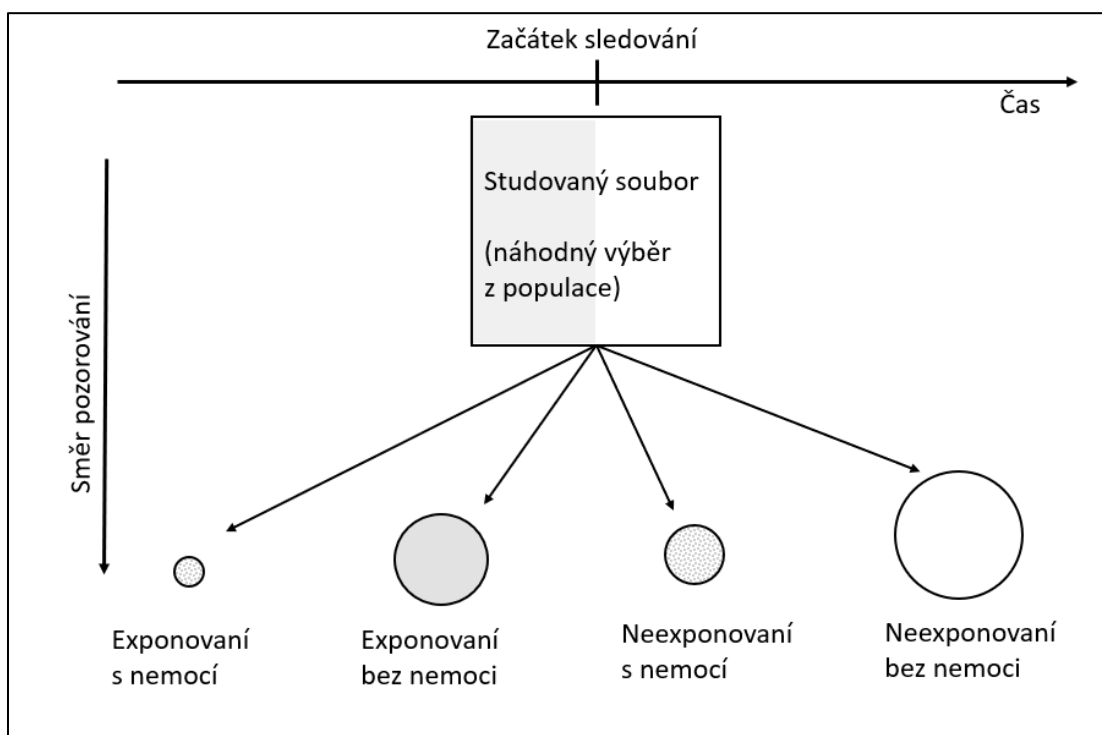 Začátek sledování
Čas
Studovaný soubor
(náhodný výběr
z populace)
Směr pozorování
Exponovaní
s nemocí
Exponovaní
bez nemoci
Neexponovaní
s nemocí
Neexponovaní
bez nemoci